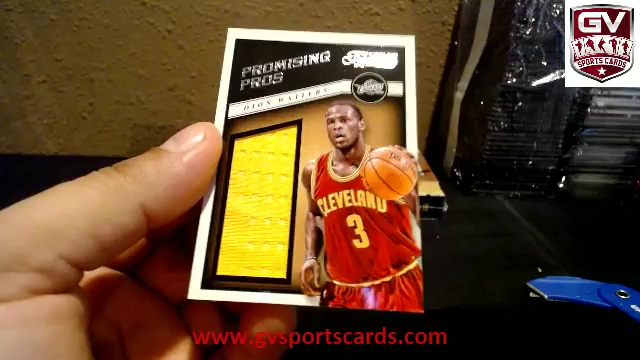 GV
SPORTS CARDS
PROMISING
PROS
DION WAITERS
CLEVELAND
3
www.gvsportscards.com